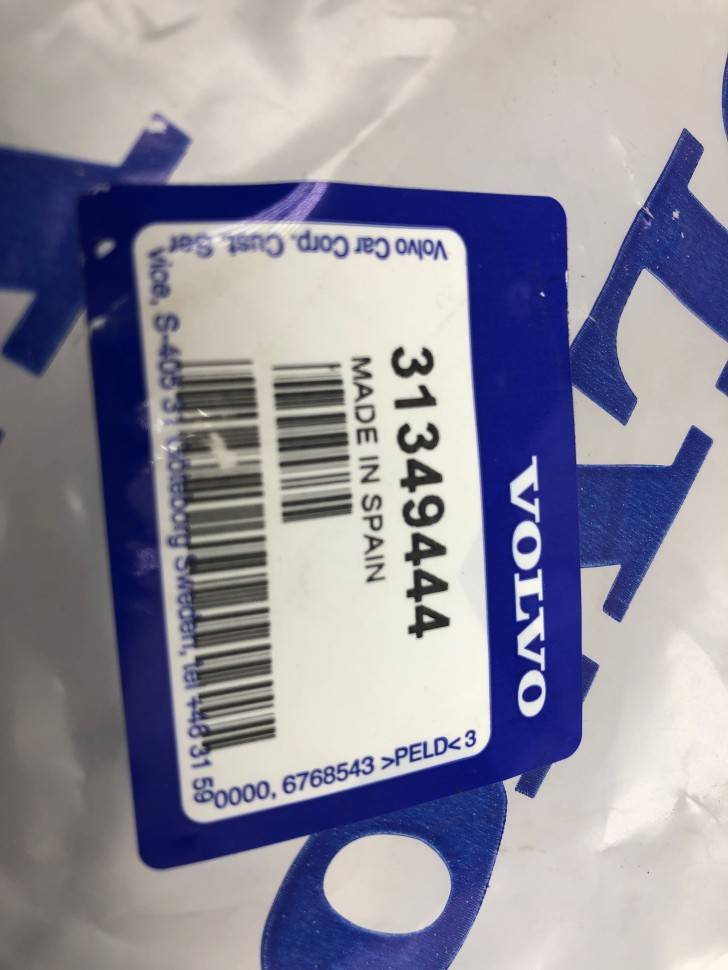 VOLVO
31349444
MADE IN SPAIN
Volvo Car Corp. Cust. Ser
vice, S-405 31 Göteborg Sweden, tel +46 31 59
0000, 6768543 >PELD< 3